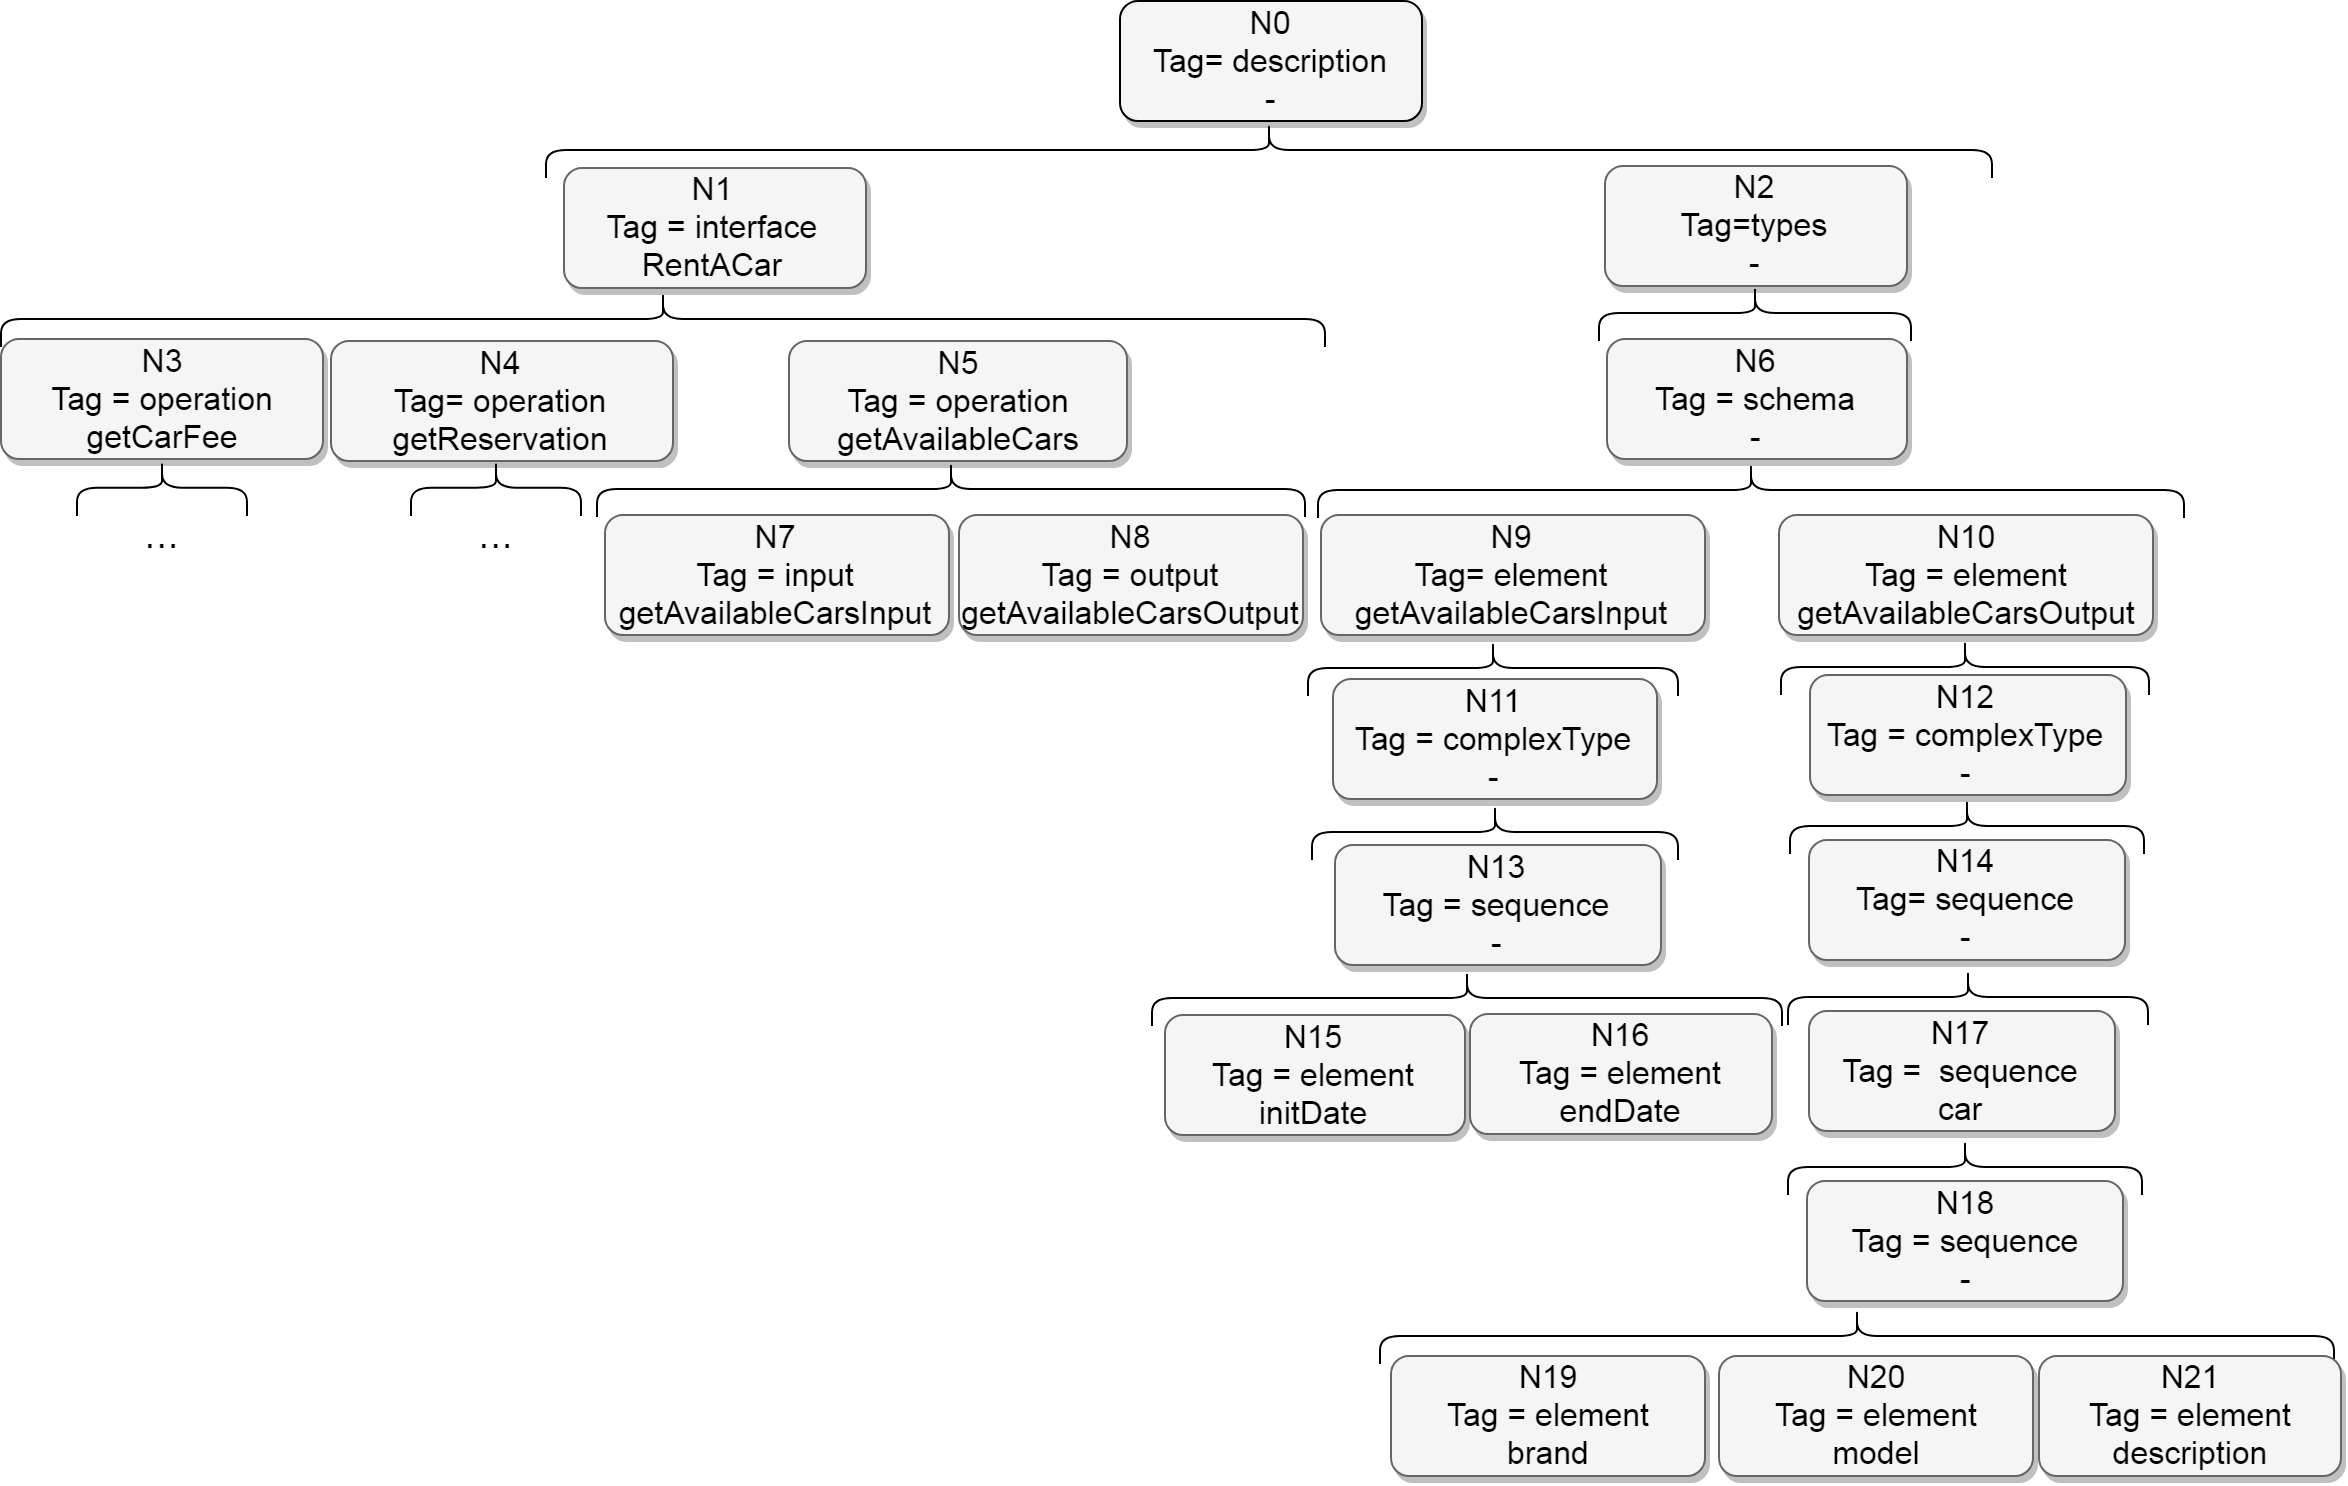 N0
Tag= description
-
N1
Tag = interface
RentACar
N2
Tag=types
-
N3
Tag = operation
getCarFee
N4
Tag= operation
getReservation
N5
Tag = operation
getAvailableCars
N6
Tag = schema
-
...
...
N7
Tag = input
getAvailableCarsInput
N8
Tag = output
getAvailableCarsOutput
N9
Tag= element
getAvailableCarsInput
N10
Tag = element
getAvailableCarsOutput
N11
Tag = complexType
-
N12
Tag = complexType
-
N13
Tag = sequence
-
N14
Tag= sequence
-
N15
Tag = element
initDate
N16
Tag = element
endDate
N17
Tag =  sequence
car
N18
Tag = sequence
-
N19
Tag = element
brand
N20
Tag = element
model
N21
Tag = element
description